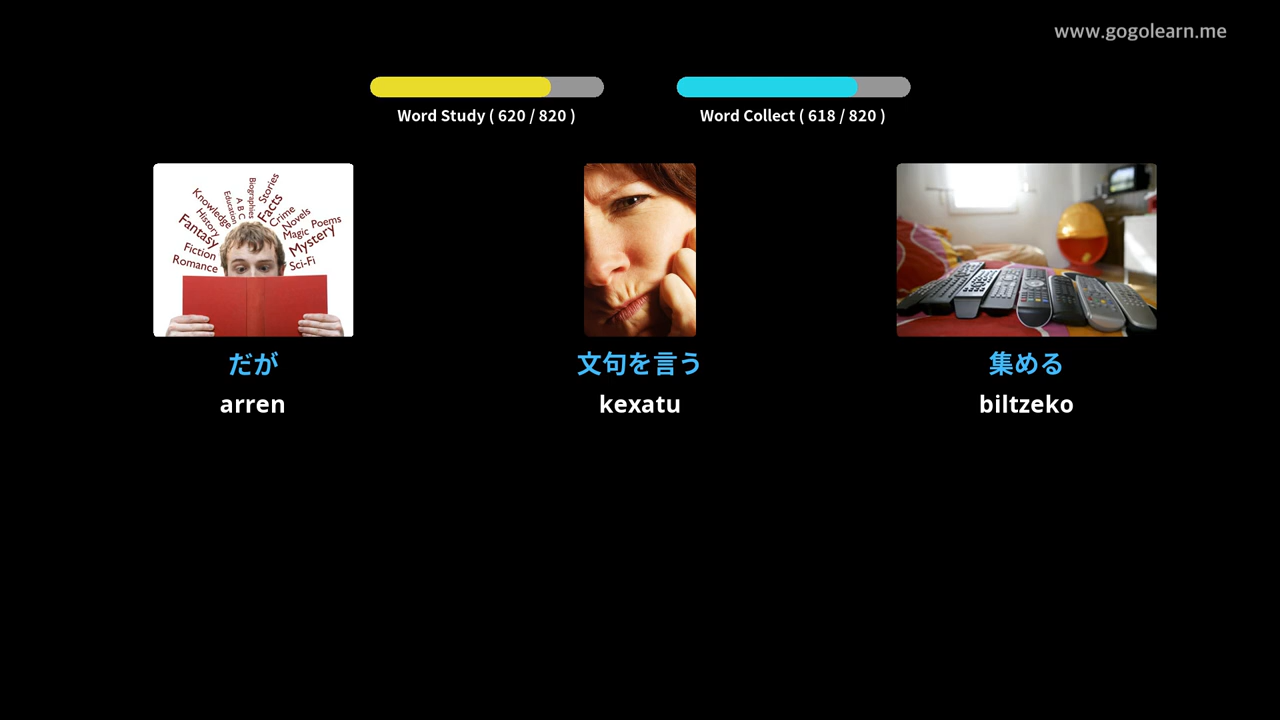 www.gogolearn.me
Word Study ( 620 / 820 )
Word Collect ( 618 / 820 )
Knowledge
Education
A B C
Biographies
Stories
Facts
History
Crime
Novels
Fantasy
Magic
Poems
Mystery
Fiction
Romance
Sci-Fi
だが
文句を言う
集める
arren
kexatu
biltzeko